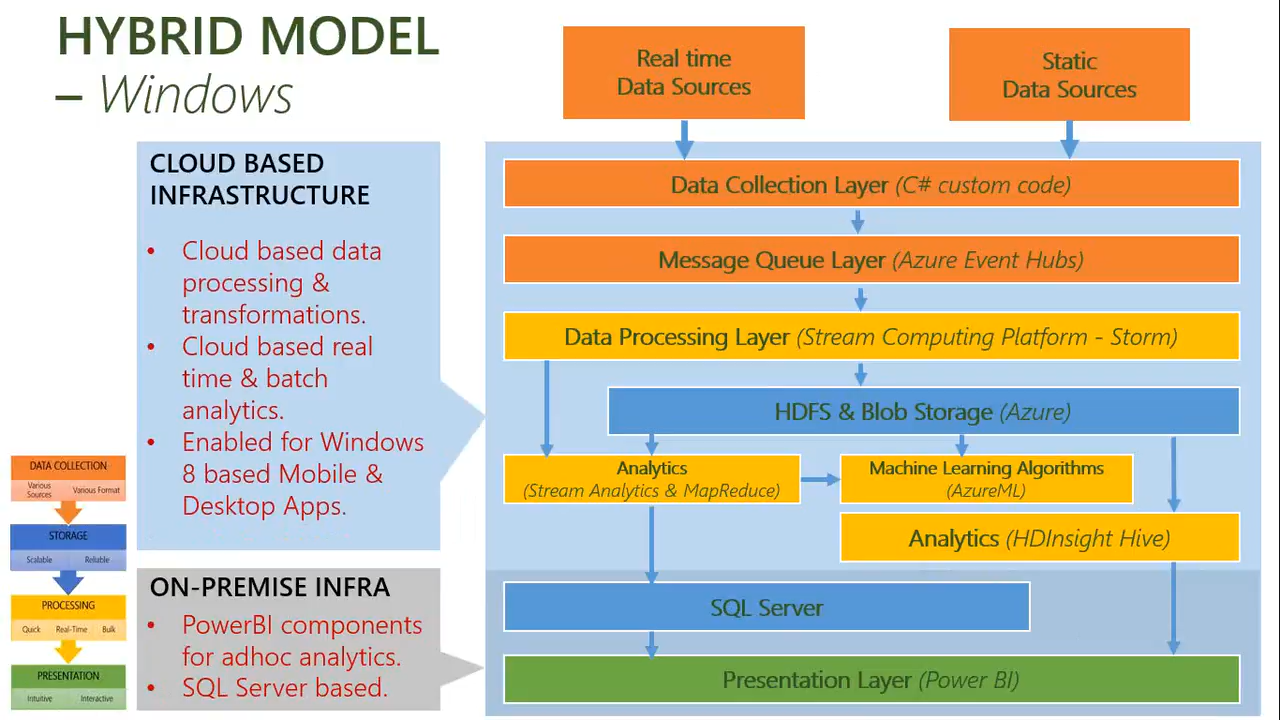 HYBRID MODEL
– Windows
Real time
Data Sources
Static
Data Sources
CLOUD BASED
INFRASTRUCTURE
• Cloud based data
processing &
transformations.
• Cloud based real
time & batch
analytics.
• Enabled for Windows
8 based Mobile &
Desktop Apps.
ON-PREMISE INFRA
• PowerBI components
for adhoc analytics.
• SQL Server based.
DATA COLLECTION
Various
Sources
Various Format
STORAGE
Scalable Reliable
PROCESSING
Quick Real-Time Bulk
PRESENTATION
Intuitive Interactive
Data Collection Layer (C# custom code)
Message Queue Layer (Azure Event Hubs)
Data Processing Layer (Stream Computing Platform - Storm)
HDFS & Blob Storage (Azure)
Analytics
(Stream Analytics & MapReduce)
Machine Learning Algorithms
(AzureML)
Analytics (HDInsight Hive)
SQL Server
Presentation Layer (Power BI)